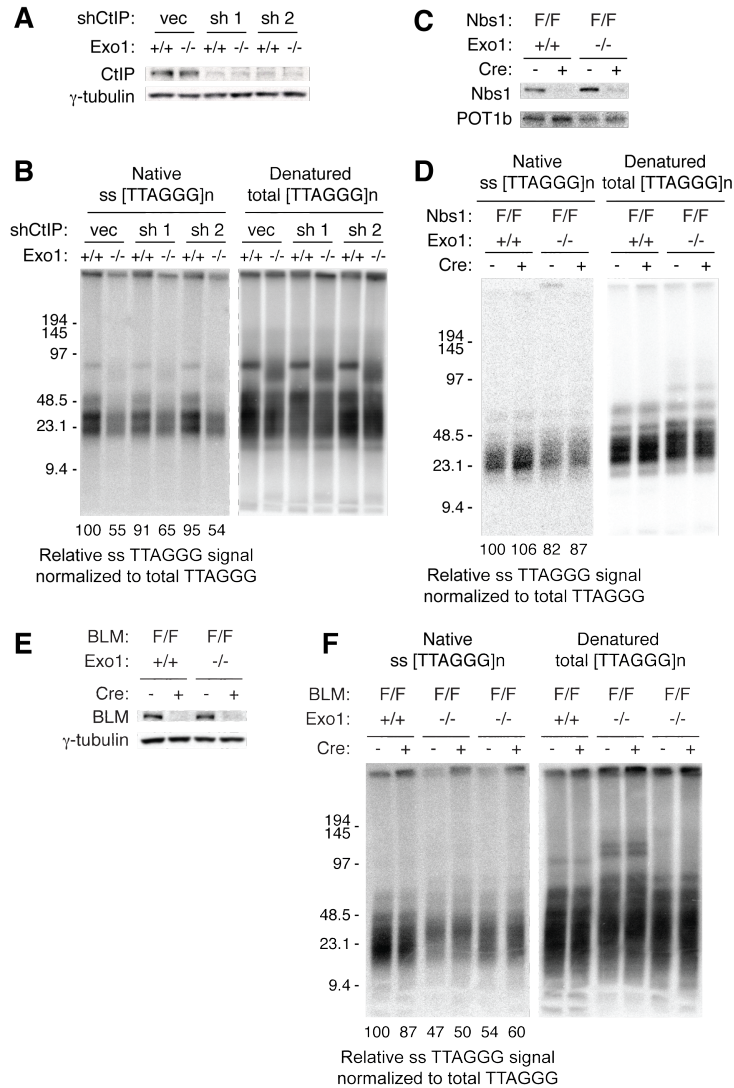 A
shCtIP: vec sh 1 sh 2
Exo1: +/+ -/- +/+ -/- +/+ -/-
CtIP
γ-tubulin
C
Nbs1: F/F F/F
Exo1: +/+ -/-
Cre: - + - +
Nbs1
POT1b
B
Native Denatured
ss [TTAGGG]n total [TTAGGG]n
shCtIP: vec sh 1 sh 2 vec sh 1 sh 2
Exo1: +/+ -/- +/+ -/- +/+ -/- +/+ -/- +/+ -/- +/+ -/-
194 -
145
97 -
48.5 -
23.1 -
9.4 -
100 55 91 65 95 54
Relative ss TTAGGG signal
normalized to total TTAGGG
D
Native Denatured
ss [TTAGGG]n total [TTAGGG]n
Nbs1: F/F F/F F/F F/F
Exo1: +/+ -/- +/+ -/-
Cre: - + - + - + - +
194 -
145 -
97 -
48.5 -
23.1 -
9.4 -
100 106 82 87
Relative ss TTAGGG signal
normalized to total TTAGGG
E
BLM: F/F F/F
Exo1: +/+ -/-
Cre: - + - +
BLM
γ-tubulin
F
Native Denatured
ss [TTAGGG]n total [TTAGGG]n
BLM: F/F F/F F/F F/F F/F F/F
Exo1: +/+ -/- -/- +/+ -/- -/-
Cre: - + - + - + - + - + - +
194 -
145
97 -
48.5 -
23.1 -
9.4 -
100 87 47 50 54 60
Relative ss TTAGGG signal
normalized to total TTAGGG